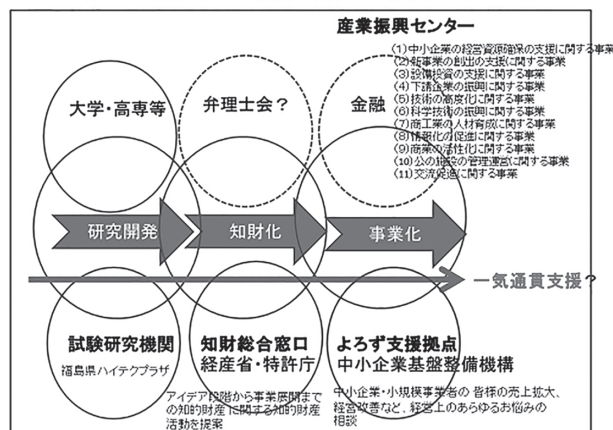 産業振興センター
(1)中小企業の経営資源確保の支援に関する事業
(2)新事業の創出の支援に関する事業
(3)設備投資の支援に関する事業
(4)下請企業の振興に関する事業
(5)技術の高度化に関する事業
(6)科学技術の振興に関する事業
(7)商工業の人材育成に関する事業
(8)情報化の促進に関する事業
(9)商業の活性化に関する事業
(10)公の施設の管理運営に関する事業
(11)交流促進に関する事業
大学・高専等
弁理士会？
金融
研究開発
知財化
事業化
一気通貫支援？
試験研究機関
福島県ハイテクプラザ
知財総合窓口
経産省・特許庁
アイデア段階から事業展開まで
の知的財産に関する知的財産
活動を提案
よろず支援拠点
中小企業基盤整備機構
中小企業・小規模事業者の 皆様の売上拡大、
経営改善など、経営上のあらゆるお悩みの
相談